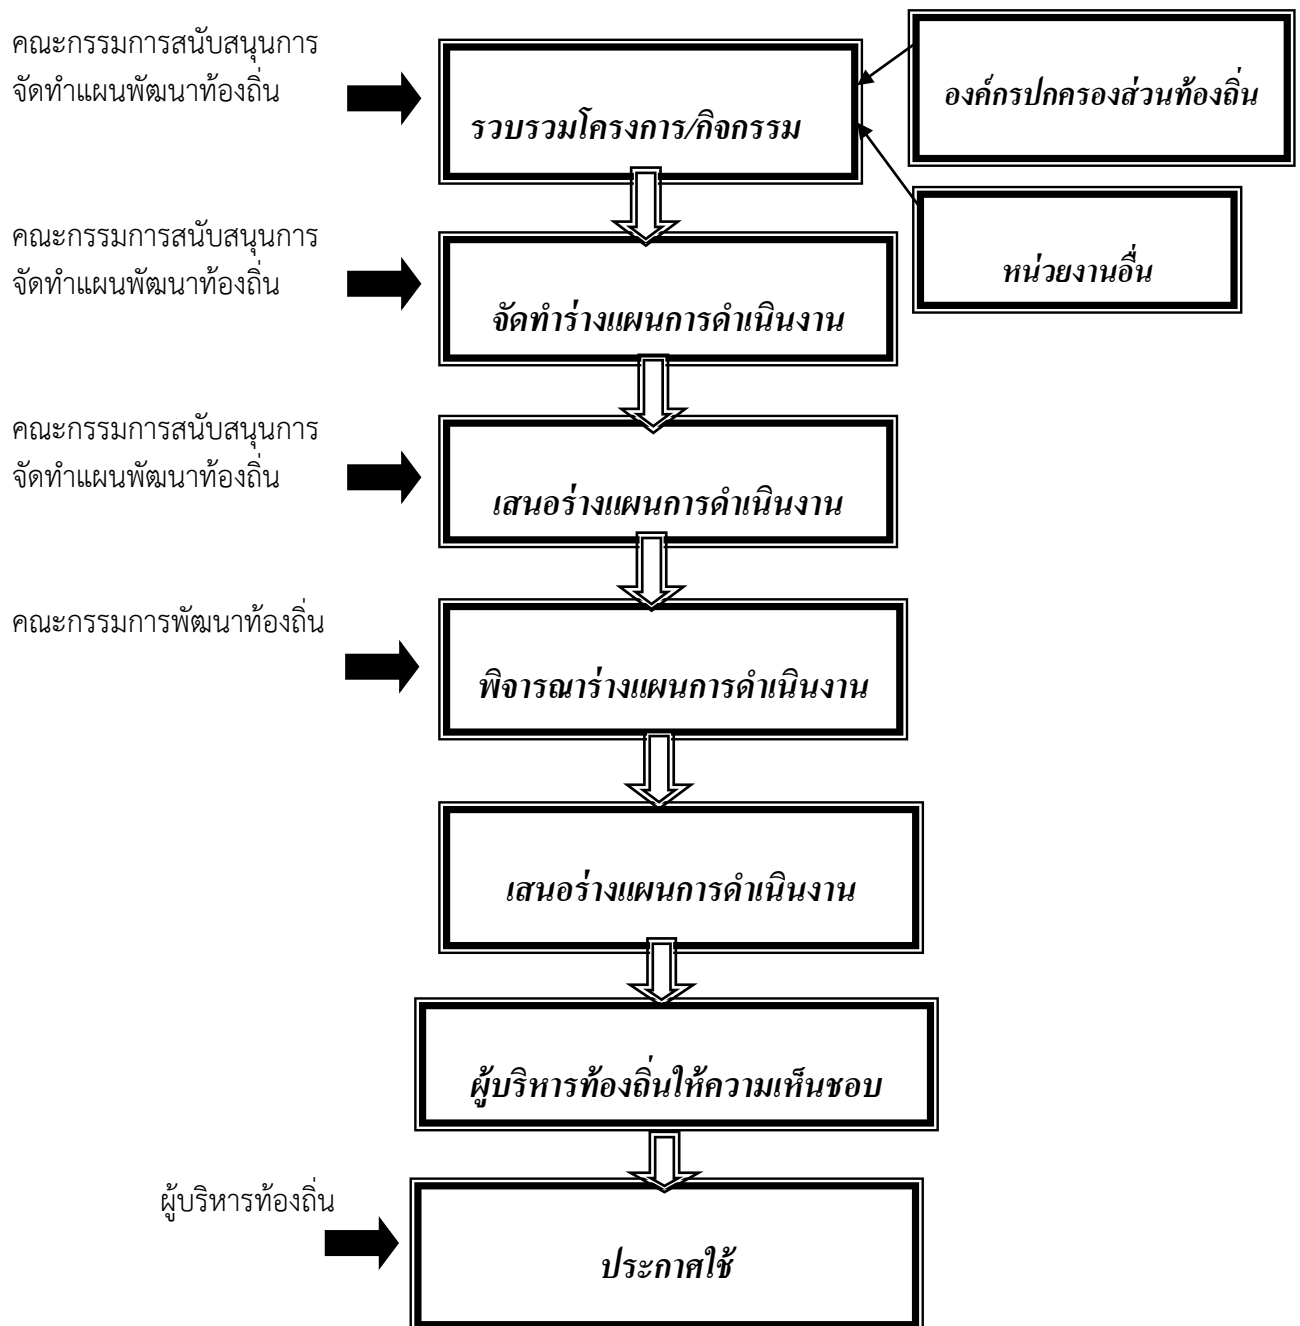 คณะกรรมการสนับสนุนการ
จัดทำแผนพัฒนาท้องถิ่น
รวบรวมโครงการ/กิจกรรม
องค์กรปกครองส่วนท้องถิ่น
หน่วยงานอื่น
คณะกรรมการสนับสนุนการ
จัดทำแผนพัฒนาท้องถิ่น
จัดทำร่างแผนการดำเนินงาน
คณะกรรมการสนับสนุนการ
จัดทำแผนพัฒนาท้องถิ่น
เสนอร่างแผนการดำเนินงาน
คณะกรรมการพัฒนาท้องถิ่น
พิจารณาร่างแผนการดำเนินงาน
เสนอร่างแผนการดำเนินงาน
ผู้บริหารท้องถิ่นให้ความเห็นชอบ
ผู้บริหารท้องถิ่น
ประกาศใช้